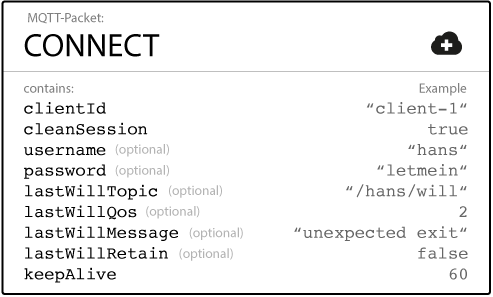 MQTT-Packet:
CONNECT
contains: Example
clientId “client-1“
cleanSession true
username (optional) “hans“
password (optional) “letmein“
lastWillTopic (optional) “/hans/will“
lastWillQos (optional) 2
lastWillMessage (optional) “unexpected exit“
lastWillRetain (optional) false
keepAlive 60